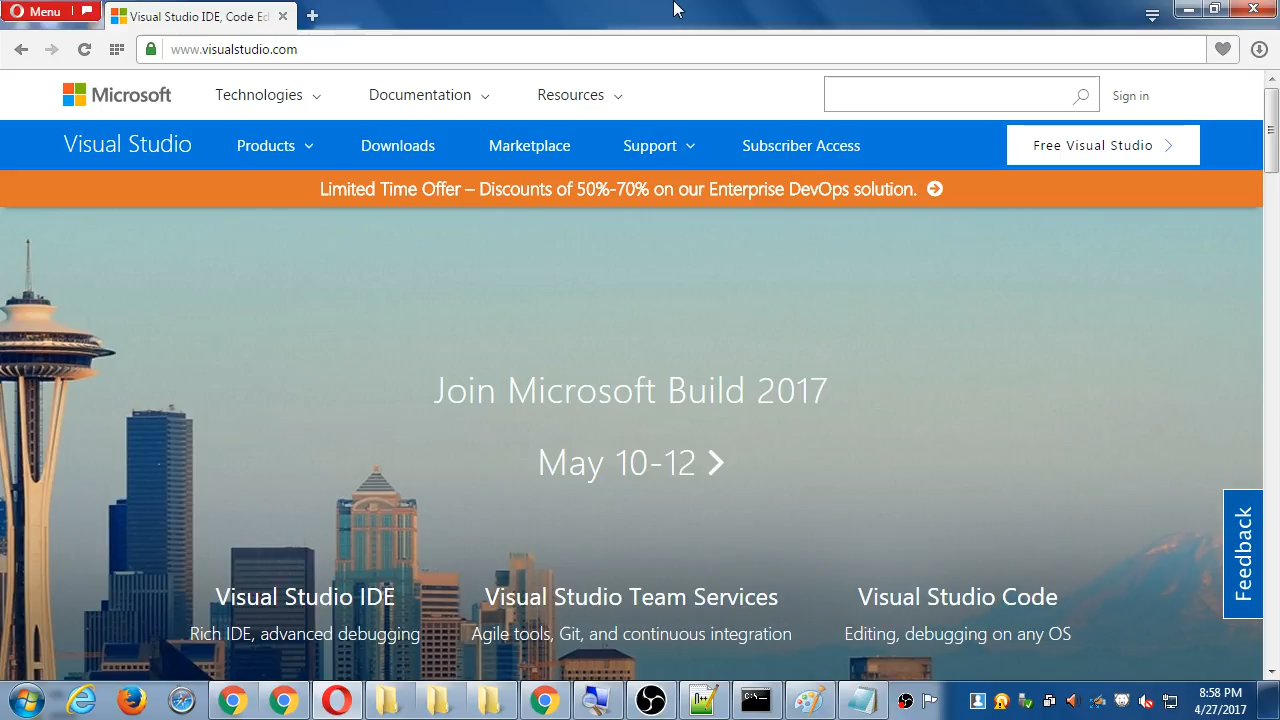 Menu
Visual Studio IDE, Code Ed
www.visualstudio.com
Microsoft
Technologies
Documentation
Resources
Sign in
Visual Studio
Products
Downloads
Marketplace
Support
Subscriber Access
Free Visual Studio
Limited Time Offer – Discounts of 50%-70% on our Enterprise DevOps solution.
Join Microsoft Build 2017
May 10-12
Feedback
Visual Studio IDE
Rich IDE, advanced debugging
Visual Studio Team Services
Agile tools, Git, and continuous integration
Visual Studio Code
Editing, debugging on any OS
8:58 PM
4/27/2017